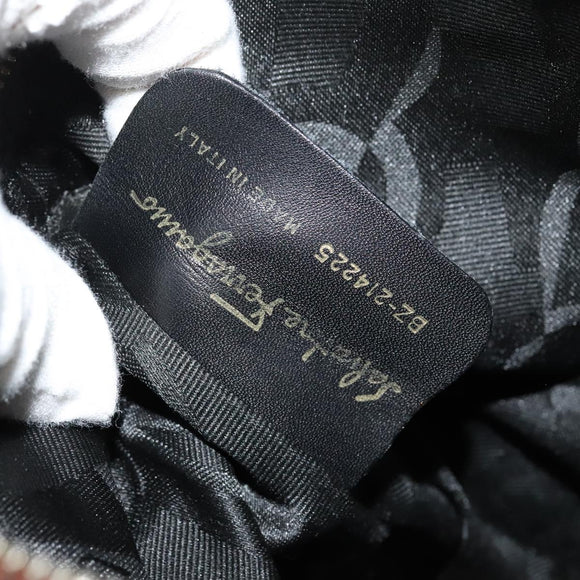 Salvatore Ferragamo
BZ-214225 MADE IN ITALY